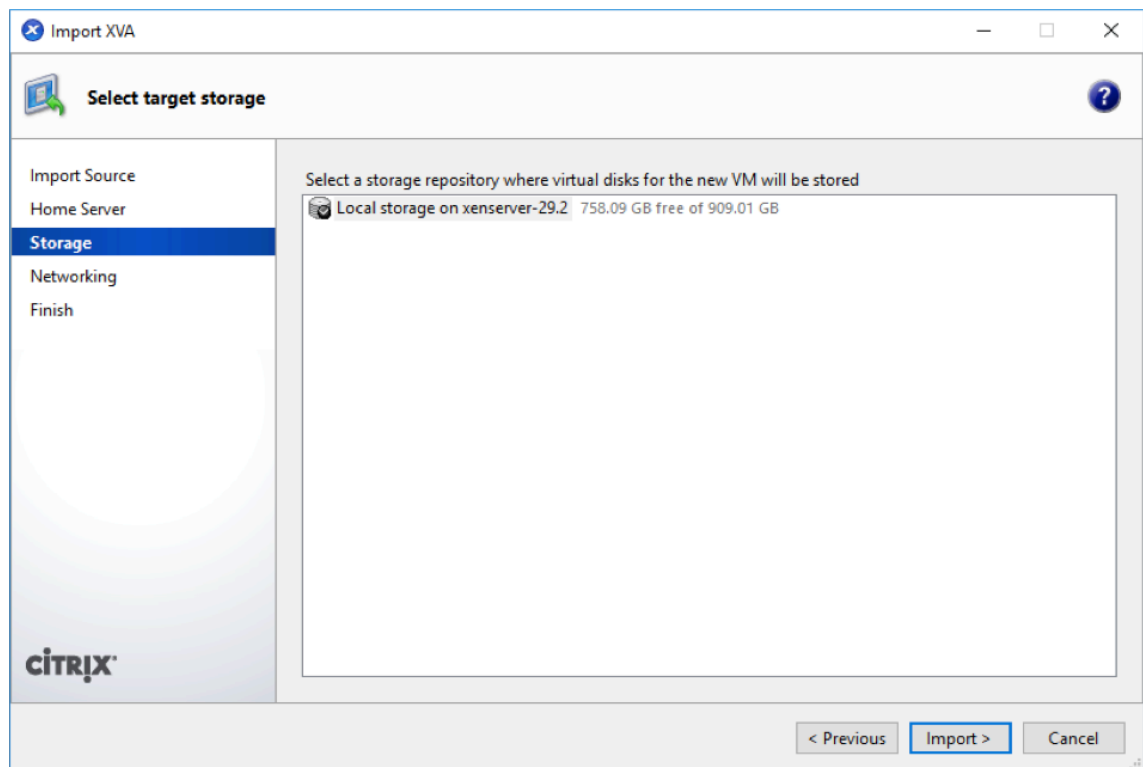 Import XVA
Select target storage
?
Import Source
Home Server
Storage
Networking
Finish
Select a storage repository where virtual disks for the new VM will be stored
Local storage on xenserver-29.2 758.09 GB free of 909.01 GB
CİTRỊX
< Previous
Import >
Cancel